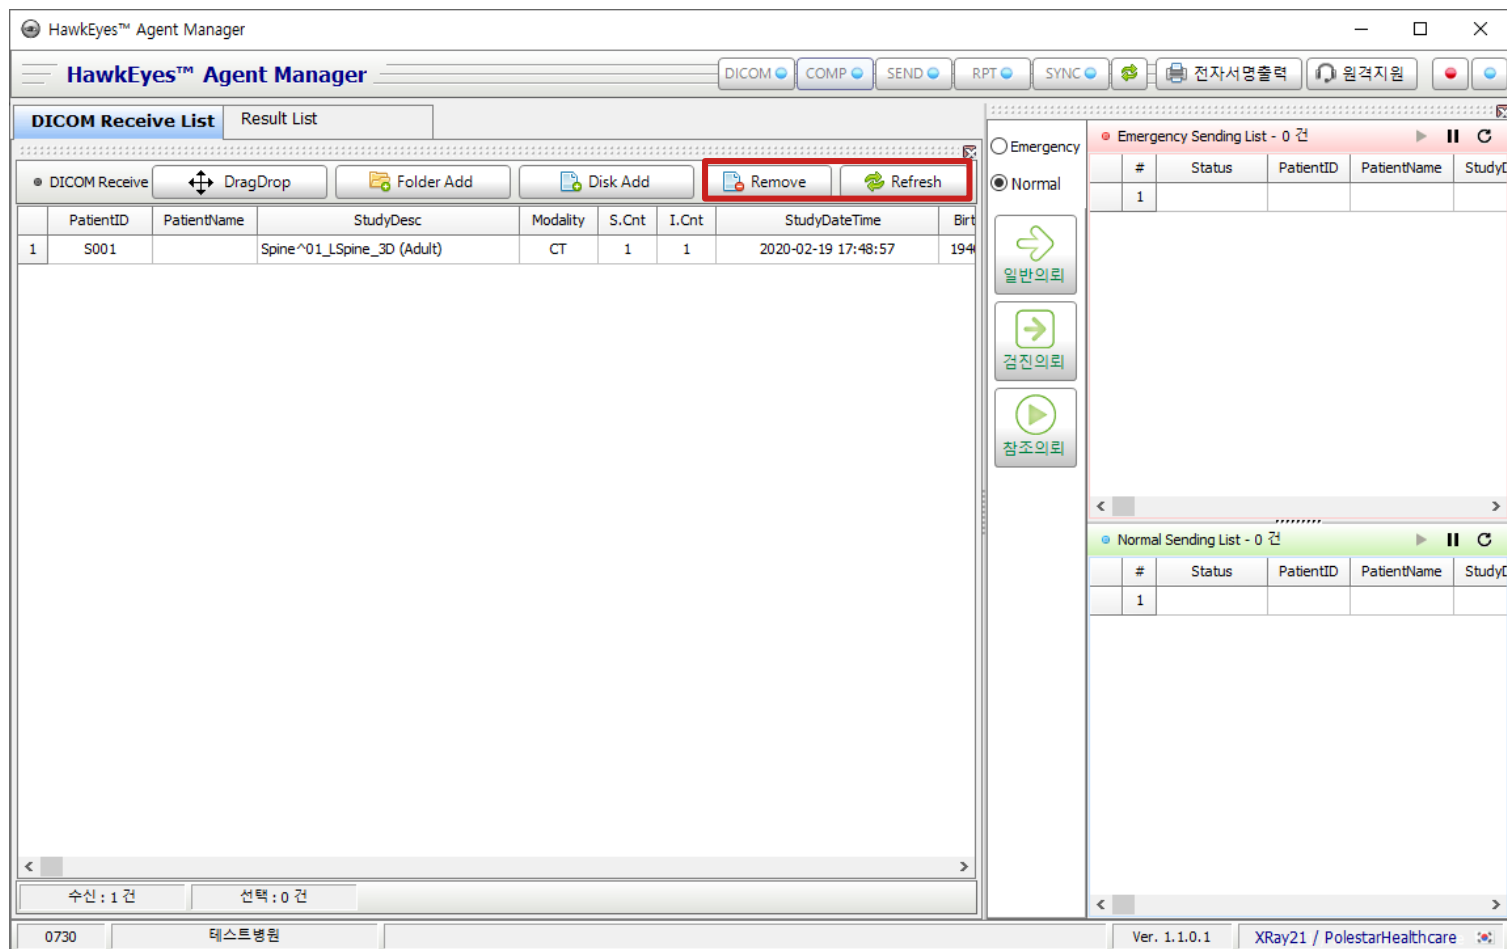 HawkEyes™ Agent Manager
HawkEyes™ Agent Manager
DICOM COMP SEND RPT SYNC 전자서명출력 원격지원
DICOM Receive List Result List
DICOM Receive DragDrop Folder Add Disk Add Remove Refresh
PatientID PatientName StudyDesc Modality S.Cnt I.Cnt StudyDateTime Birt
1 S001 Spine^01_LSpine_3D (Adult) CT 1 1 2020-02-19 17:48:57 194
Emergency
Normal
일반의뢰
검진의뢰
참조의뢰
Emergency Sending List - 0 건
# Status PatientID PatientName StudyD
1
Normal Sending List - 0 건
# Status PatientID PatientName StudyD
1
수신 : 1 건 선택 : 0 건
0730 테스트병원 Ver. 1.1.0.1 XRay21 / PolestarHealthcare